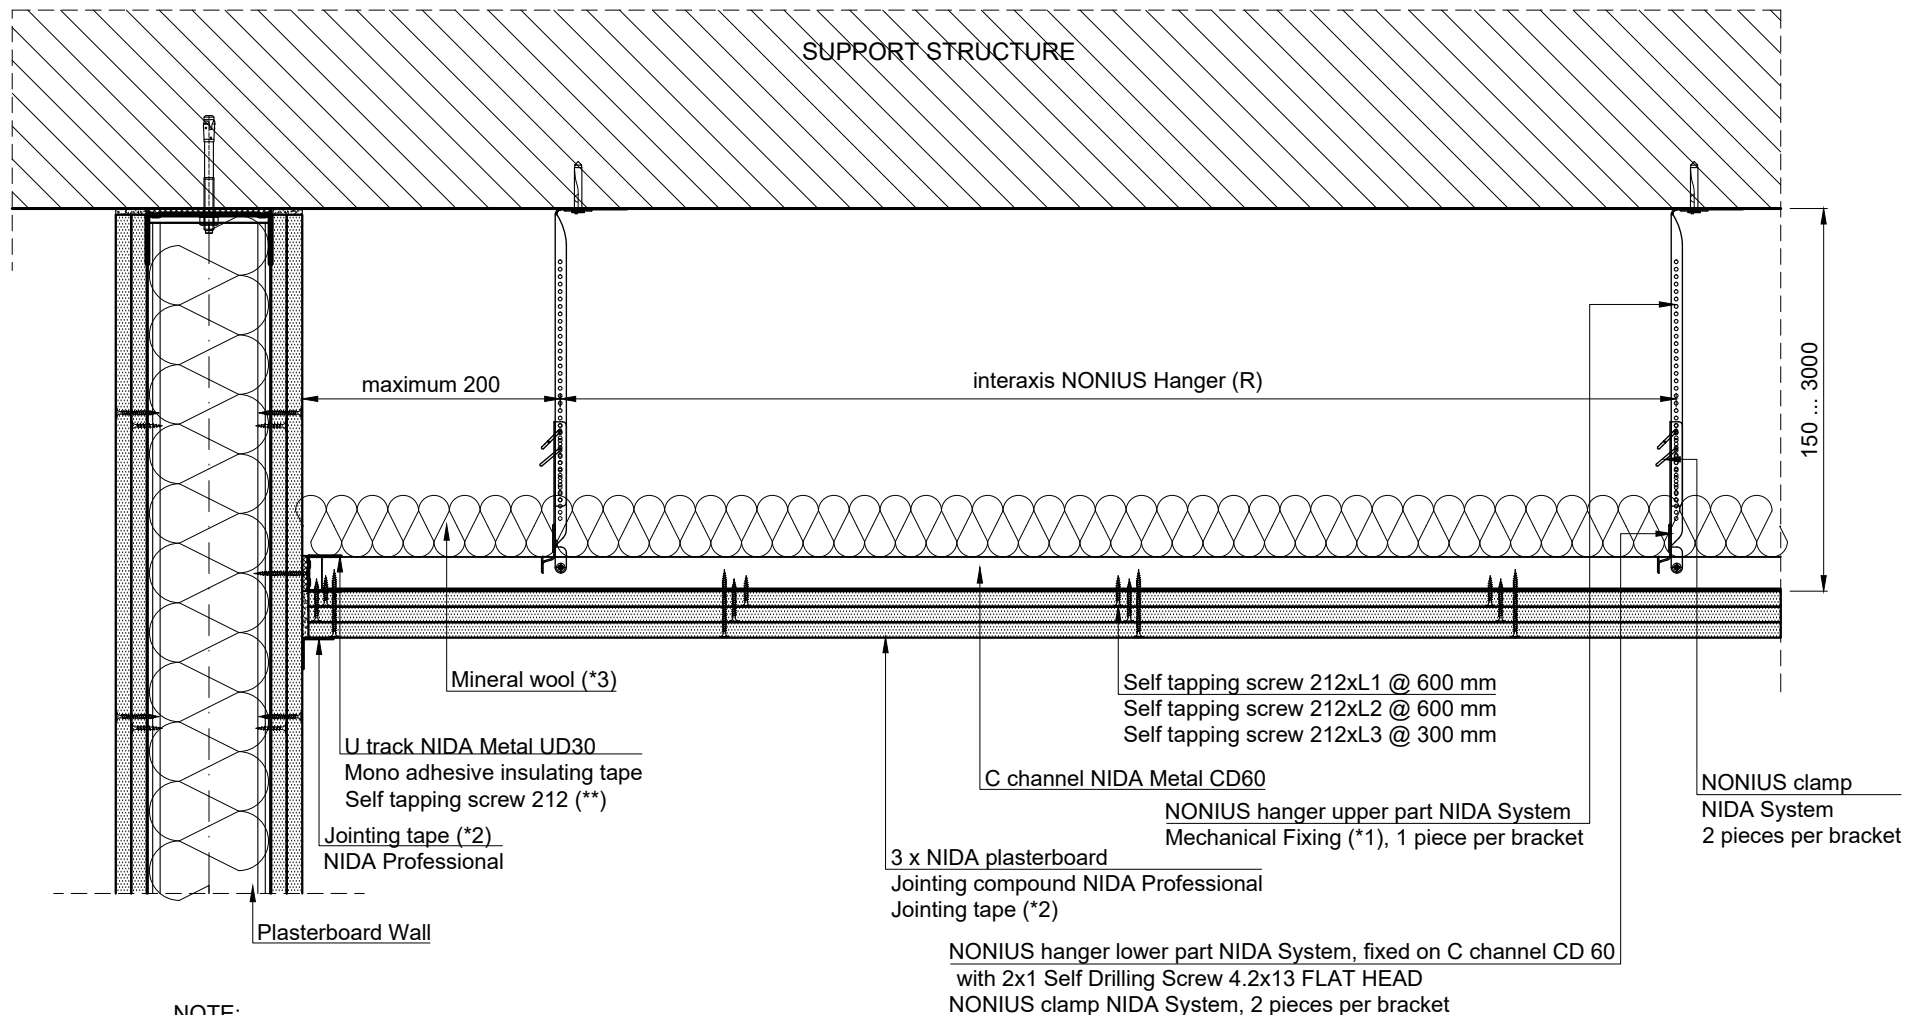 SUPPORT STRUCTURE
maximum 200
interaxis NONIUS Hanger (R)
150 ... 3000
Mineral wool (*3)
U track NIDA Metal UD30
Mono adhesive insulating tape
Self tapping screw 212 (**)
Jointing tape (*2)
NIDA Professional
Plasterboard Wall
Self tapping screw 212xL1 @ 600 mm
Self tapping screw 212xL2 @ 600 mm
Self tapping screw 212xL3 @ 300 mm
C channel NIDA Metal CD60
NONIUS hanger upper part NIDA System
Mechanical Fixing (*1), 1 piece per bracket
NONIUS clamp
NIDA System
2 pieces per bracket
3 x NIDA plasterboard
Jointing compound NIDA Professional
Jointing tape (*2)
NONIUS hanger lower part NIDA System, fixed on C channel CD 60
with 2x1 Self Drilling Screw 4.2x13 FLAT HEAD
NONIUS clamp NIDA System, 2 pieces per bracket
NOTE: